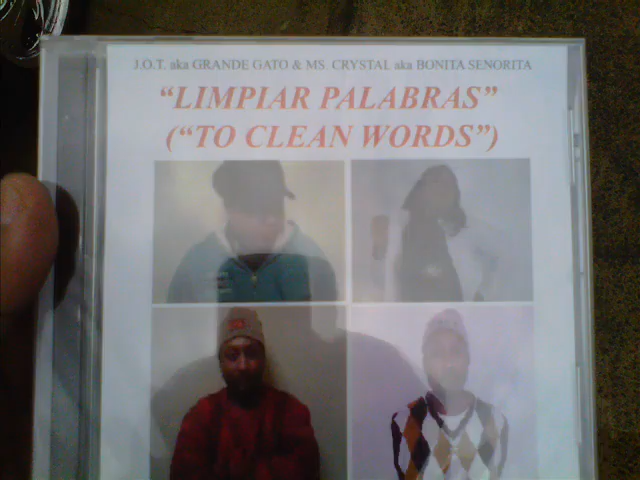 J.O.T. aka GRANDE GATO & MS. CRYSTAL aka BONITA SENORITA
“LIMPIAR PALABRAS”
(“TO CLEAN WORDS”)